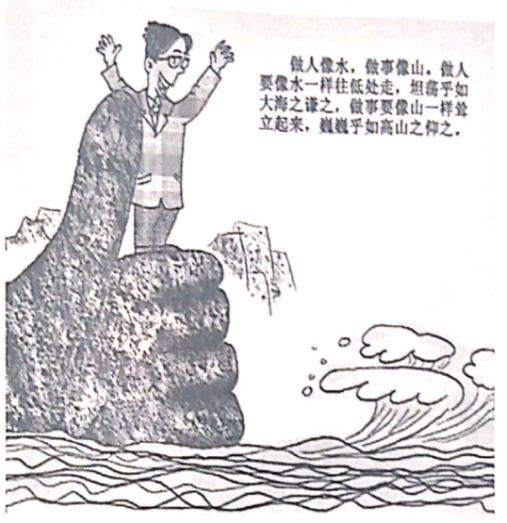 做人像水,做事像山。做人
要像水一样往低处走,坦荡乎如
大海之谦之,做事要像山一样耸
立起来,巍巍乎如高山之仰之。